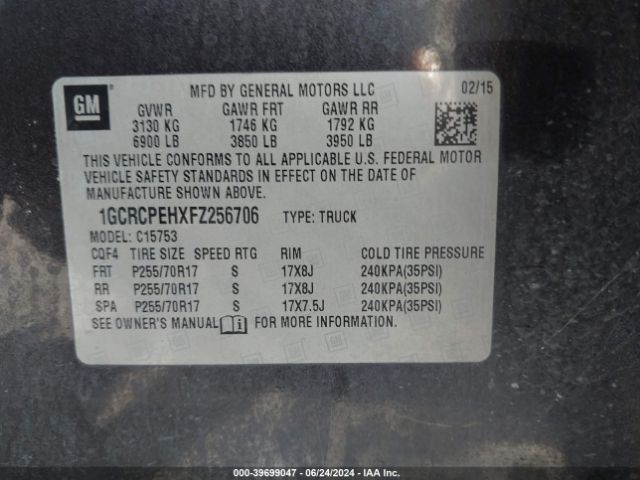 GM
MFD BY GENERAL MOTORS LLC 02/15
GVWR GAWR FRT GAWR RR
3130 KG 1746 KG 1792 KG
6900 LB 3850 LB 3950 LB
THIS VEHICLE CONFORMS TO ALL APPLICABLE U.S. FEDERAL MOTOR
VEHICLE SAFETY STANDARDS IN EFFECT ON THE DATE OF
MANUFACTURE SHOWN ABOVE.
1GCRCPEHXFZ256706 TYPE: TRUCK
MODEL: C15753
CQF4 TIRE SIZE SPEED RTG RIM COLD TIRE PRESSURE
FRT P255/70R17 S 17X8J 240KPA(35PSI)
RR P255/70R17 S 17X8J 240KPA(35PSI)
SPA P255/70R17 S 17X7.5J 240KPA(35PSI)
SEE OWNER'S MANUAL FOR MORE INFORMATION.
000-39699047 / 06/24/2024 - IAA Inc.